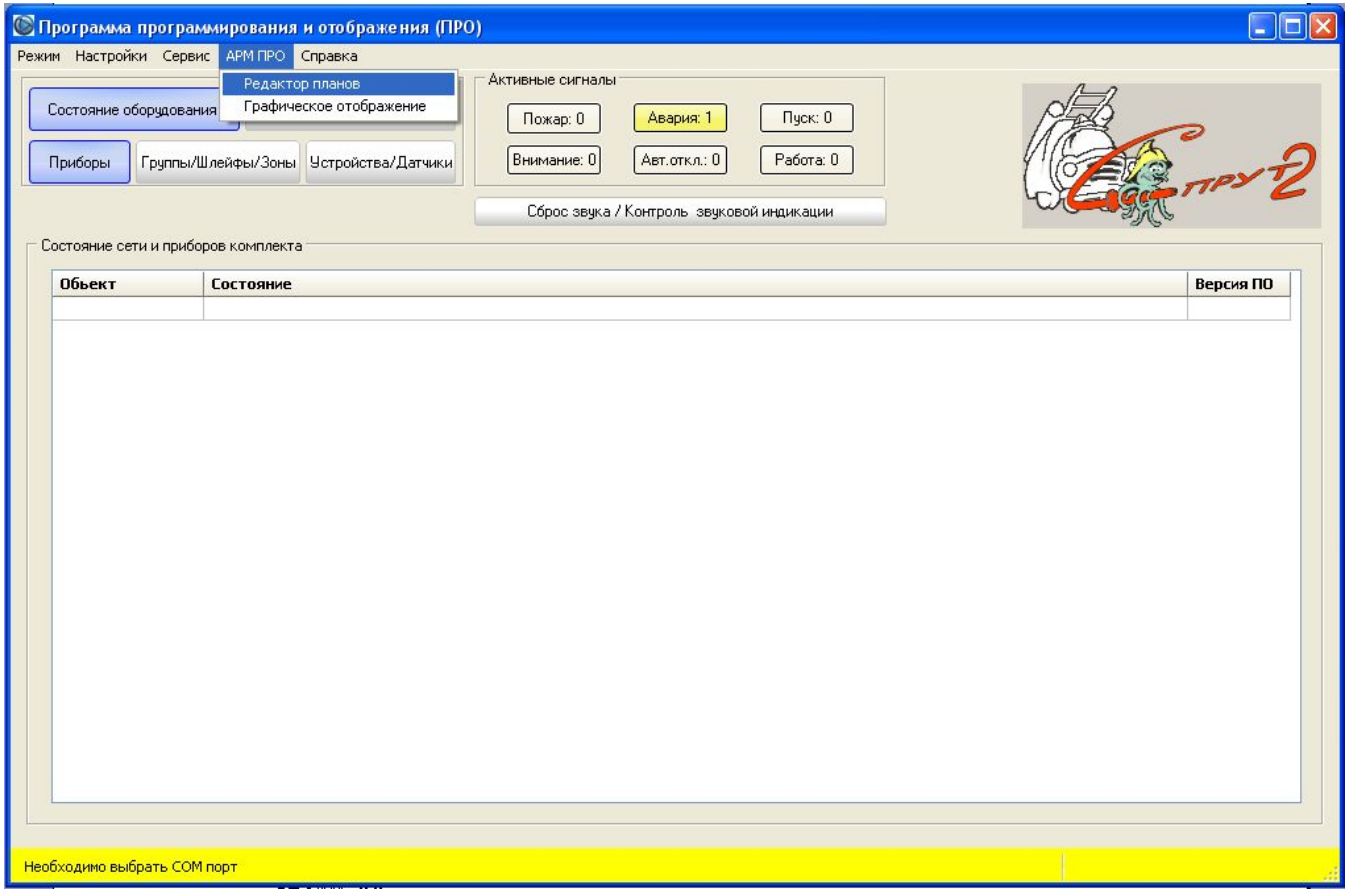 Программа программирования и отображения (ПРО)
Режим Настройки Сервис АРМ ПРО Справка
Редактор планов
Графическое отображение
Состояние оборудования
Приборы Группы/Шлейфы/Зоны Устройства/Датчики
Активные сигналы
Пожар: 0 Авария: 1 Пуск: 0
Внимание: 0 Авт.откл.: 0 Работа: 0
Сброс звука / Контроль звуковой индикации
Спрут-2
Состояние сети и приборов комплекта
Обьект Состояние Версия ПО
Необходимо выбрать COM порт